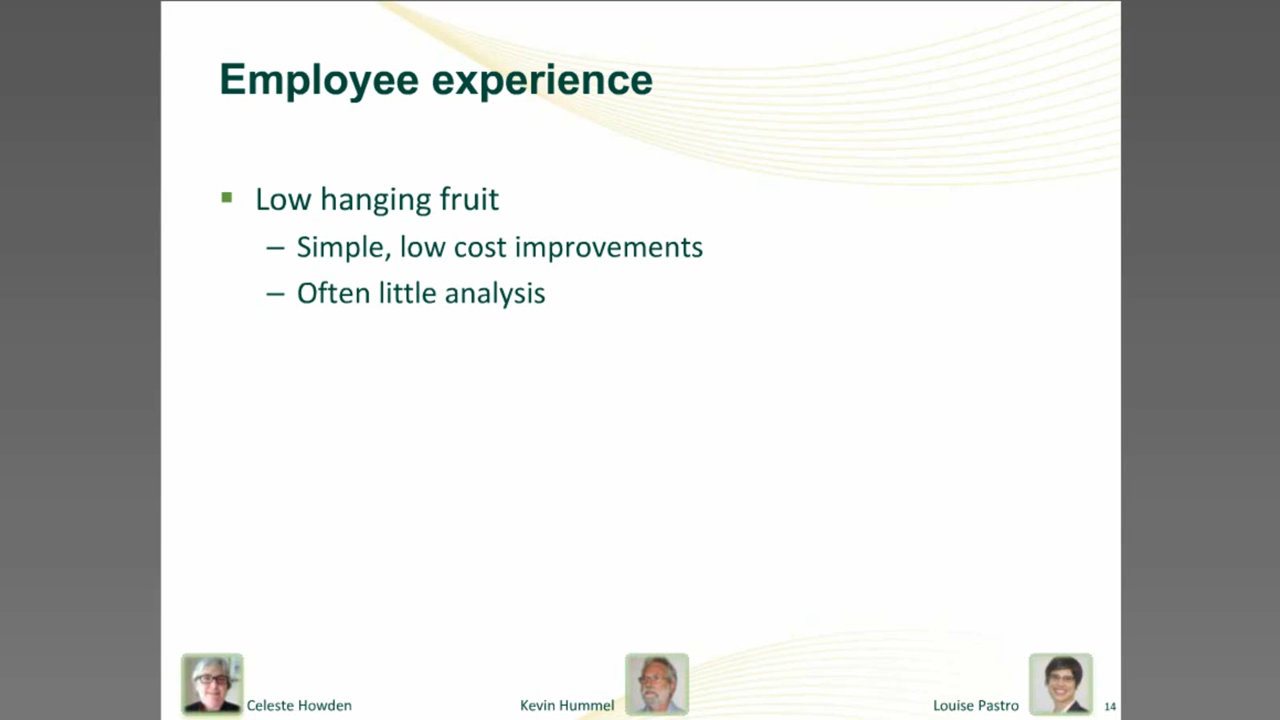 Employee experience
▪ Low hanging fruit
– Simple, low cost improvements
– Often little analysis
Celeste Howden
Kevin Hummel
Louise Pastro
14